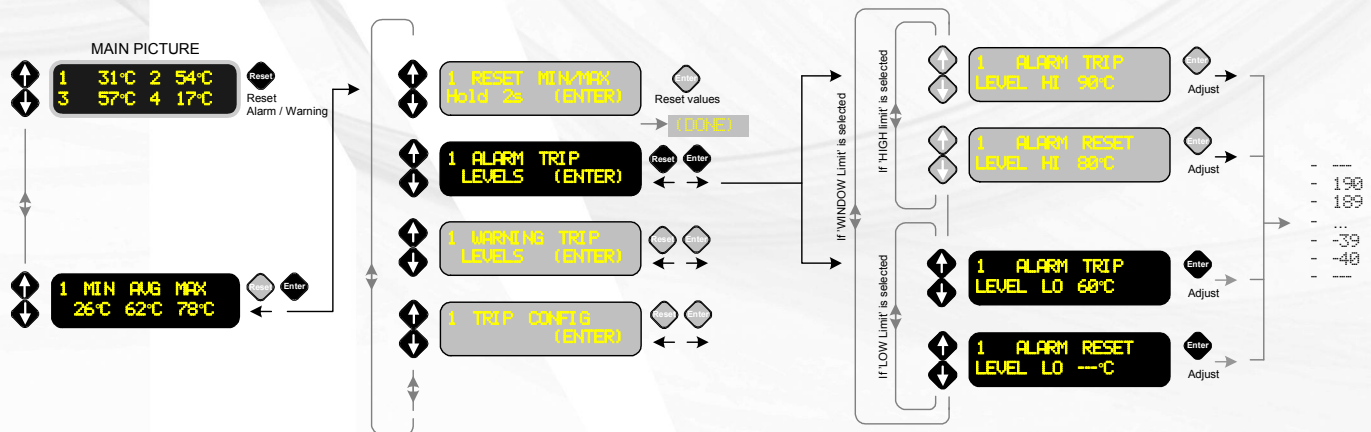 MAIN PICTURE
1 31°C 2 54°C
3 57°C 4 17°C
Reset
Reset
Alarm / Warning
1 MIN AVG MAX
26°C 62°C 78°C
Reset
Enter
1 RESET MIN/MAX
Hold 2s (ENTER)
Enter
Reset values
(DONE)
1 ALARM TRIP
LEVELS (ENTER)
Reset
Enter
1 WARNING TRIP
LEVELS (ENTER)
Reset
Enter
1 TRIP CONFIG
(ENTER)
Reset
Enter
If 'WINDOW Limit' is selected
If 'HIGH limit' is selected
1 ALARM TRIP
LEVEL HI 90°C
Enter
Adjust
1 ALARM RESET
LEVEL HI 80°C
Enter
Adjust
If 'LOW Limit' is selected
1 ALARM TRIP
LEVEL LO 60°C
Enter
Adjust
1 ALARM RESET
LEVEL LO ---°C
Enter
Adjust
- ---
- 190
- 189
- ...
- -39
- -40
- ---